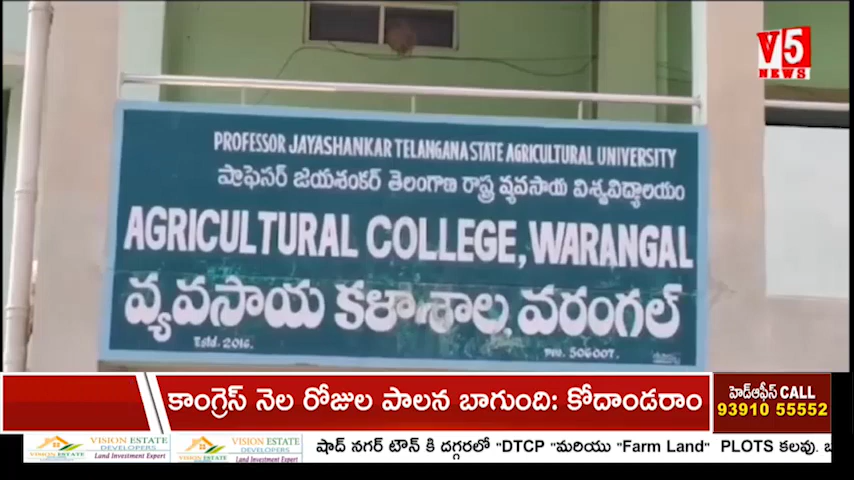 V5
NEWS
PROFESSOR JAYASHANKAR TELANGANA STATE AGRICULTURAL UNIVERSITY
ప్రొఫెసర్ జయశంకర్ తెలంగాణ రాష్ట్ర వ్యవసాయ విశ్వవిద్యాలయం
AGRICULTURAL COLLEGE, WARANGAL
వ్యవసాయ కళాశాల, వరంగల్
Estd. 2016.
PIN: 506007.
కాంగ్రెస్ నెల రోజుల పాలన బాగుంది: కోదాండరాం
హెడ్ఆఫీస్ CALL
93910 55552
VISION ESTATE DEVELOPERS Land Investment Expert VISION ESTATE DEVELOPERS Land Investment Expert షాద్ నగర్ టౌన్ కి దగ్గరలో "DTCP "మరియు "Farm Land" PLOTS కలవు.